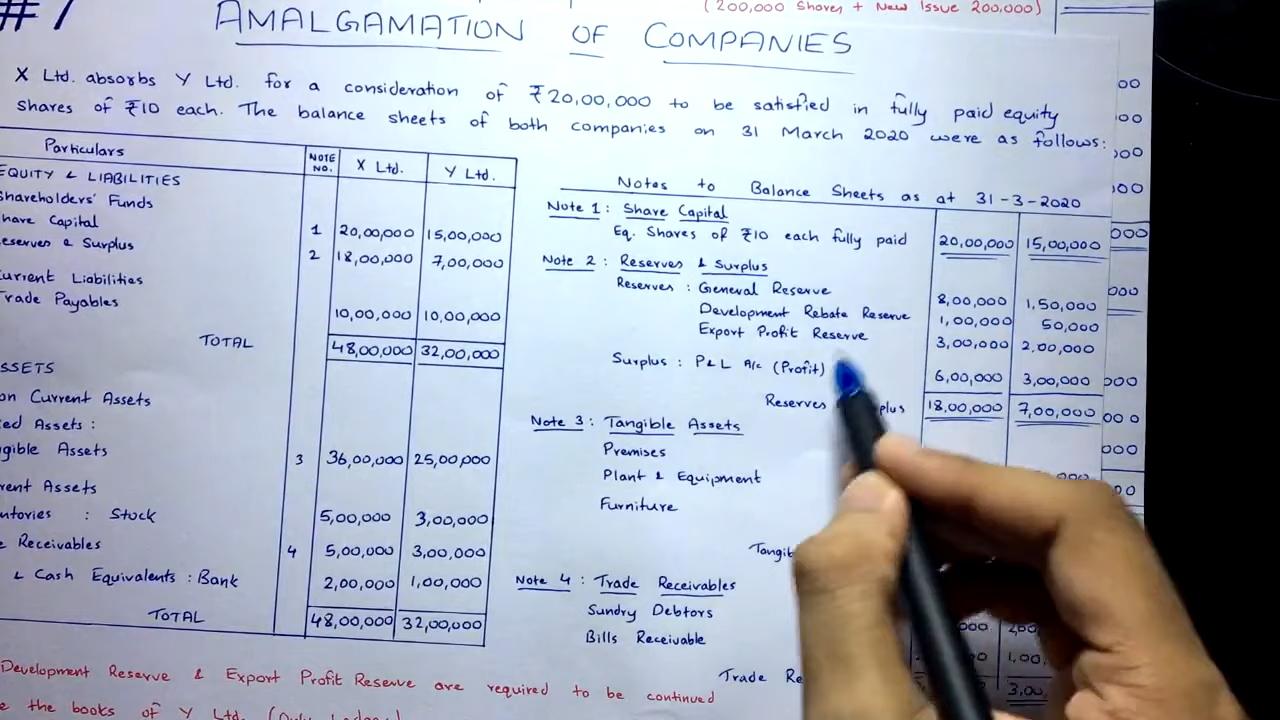 #7
(200,000 Shares + New Issue 200,000)
AMALGAMATION OF COMPANIES
X Ltd. absorbs Y Ltd. for a consideration of ₹20,00,000 to be satisfied in fully paid equity
shares of ₹10 each. The balance sheets of both companies on 31 March 2020 were as follows:
Particulars NOTE NO. X Ltd. Y Ltd.
EQUITY & LIABILITIES
Shareholders' Funds
hare Capital 1 20,00,000 15,00,000
eserves & Surplus 2 18,00,000 7,00,000
urrent Liabilities
Trade Payables 10,00,000 10,00,000
TOTAL 48,00,000 32,00,000
SSETS
on Current Assets
ed Assets :
gible Assets 3 36,00,000 25,00,000
rent Assets
ntories : Stock 5,00,000 3,00,000
e Receivables 4 5,00,000 3,00,000
& Cash Equivalents : Bank 2,00,000 1,00,000
TOTAL 48,00,000 32,00,000
Notes to Balance Sheets as at 31-3-2020
Note 1 : Share Capital
Eq. Shares of ₹10 each fully paid 20,00,000 15,00,000
Note 2 : Reserves & Surplus
Reserves : General Reserve 8,00,000 1,50,000
Development Rebate Reserve 1,00,000 50,000
Export Profit Reserve 3,00,000 2,00,000
Surplus : P & L A/c (Profit) 6,00,000 3,00,000
Reserves plus 18,00,000 7,00,000
Note 3 : Tangible Assets
Premises
Plant & Equipment
Furniture
Tangib
Note 4 : Trade Receivables
Sundry Debtors
Bills Receivable
Trade Re 3,00
Development Reserve & Export Profit Reserve are required to be continued
e the books of Y Ltd.